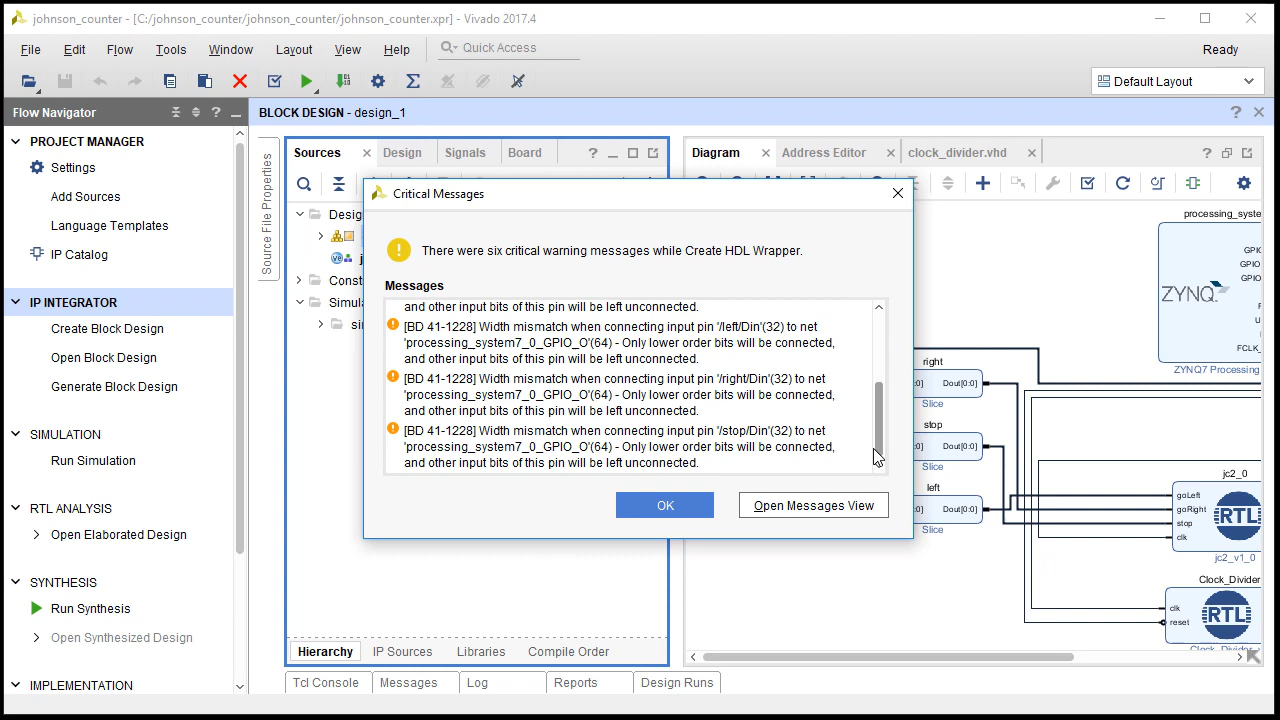 johnson_counter - [C:/johnson_counter/johnson_counter/johnson_counter.xpr] - Vivado 2017.4
File Edit Flow Tools Window Layout View Help Quick Access Ready
Default Layout
Flow Navigator
PROJECT MANAGER
Settings
Add Sources
Language Templates
IP Catalog
IP INTEGRATOR
Create Block Design
Open Block Design
Generate Block Design
SIMULATION
Run Simulation
RTL ANALYSIS
Open Elaborated Design
SYNTHESIS
Run Synthesis
Open Synthesized Design
IMPLEMENTATION
BLOCK DESIGN - design_1
Source File Properties
Sources Design Signals Board
Desig
Const
Simula
si
Hierarchy IP Sources Libraries Compile Order
Tcl Console Messages Log Reports Design Runs
Critical Messages
There were six critical warning messages while Create HDL Wrapper.
Messages
and other input bits of this pin will be left unconnected.
[BD 41-1228] Width mismatch when connecting input pin '/left/Din'(32) to net
'processing_system7_0_GPIO_O'(64) - Only lower order bits will be connected,
and other input bits of this pin will be left unconnected.
[BD 41-1228] Width mismatch when connecting input pin '/right/Din'(32) to net
'processing_system7_0_GPIO_O'(64) - Only lower order bits will be connected,
and other input bits of this pin will be left unconnected.
[BD 41-1228] Width mismatch when connecting input pin '/stop/Din'(32) to net
'processing_system7_0_GPIO_O'(64) - Only lower order bits will be connected,
and other input bits of this pin will be left unconnected.
OK Open Messages View
Diagram Address Editor clock_divider.vhd
processing_syste
GPIO
GPIO
GPIO
ZYNQ
FCLK_
ZYNQ7 Processing
right
:0] Dout[0:0]
Slice
stop
:0] Dout[0:0]
Slice
left
:0] Dout[0:0]
Slice
jc2_0
goLeft
goRight
stop
clk
RTL
jc2_v1_0
Clock_Divider
clk
reset
RTL